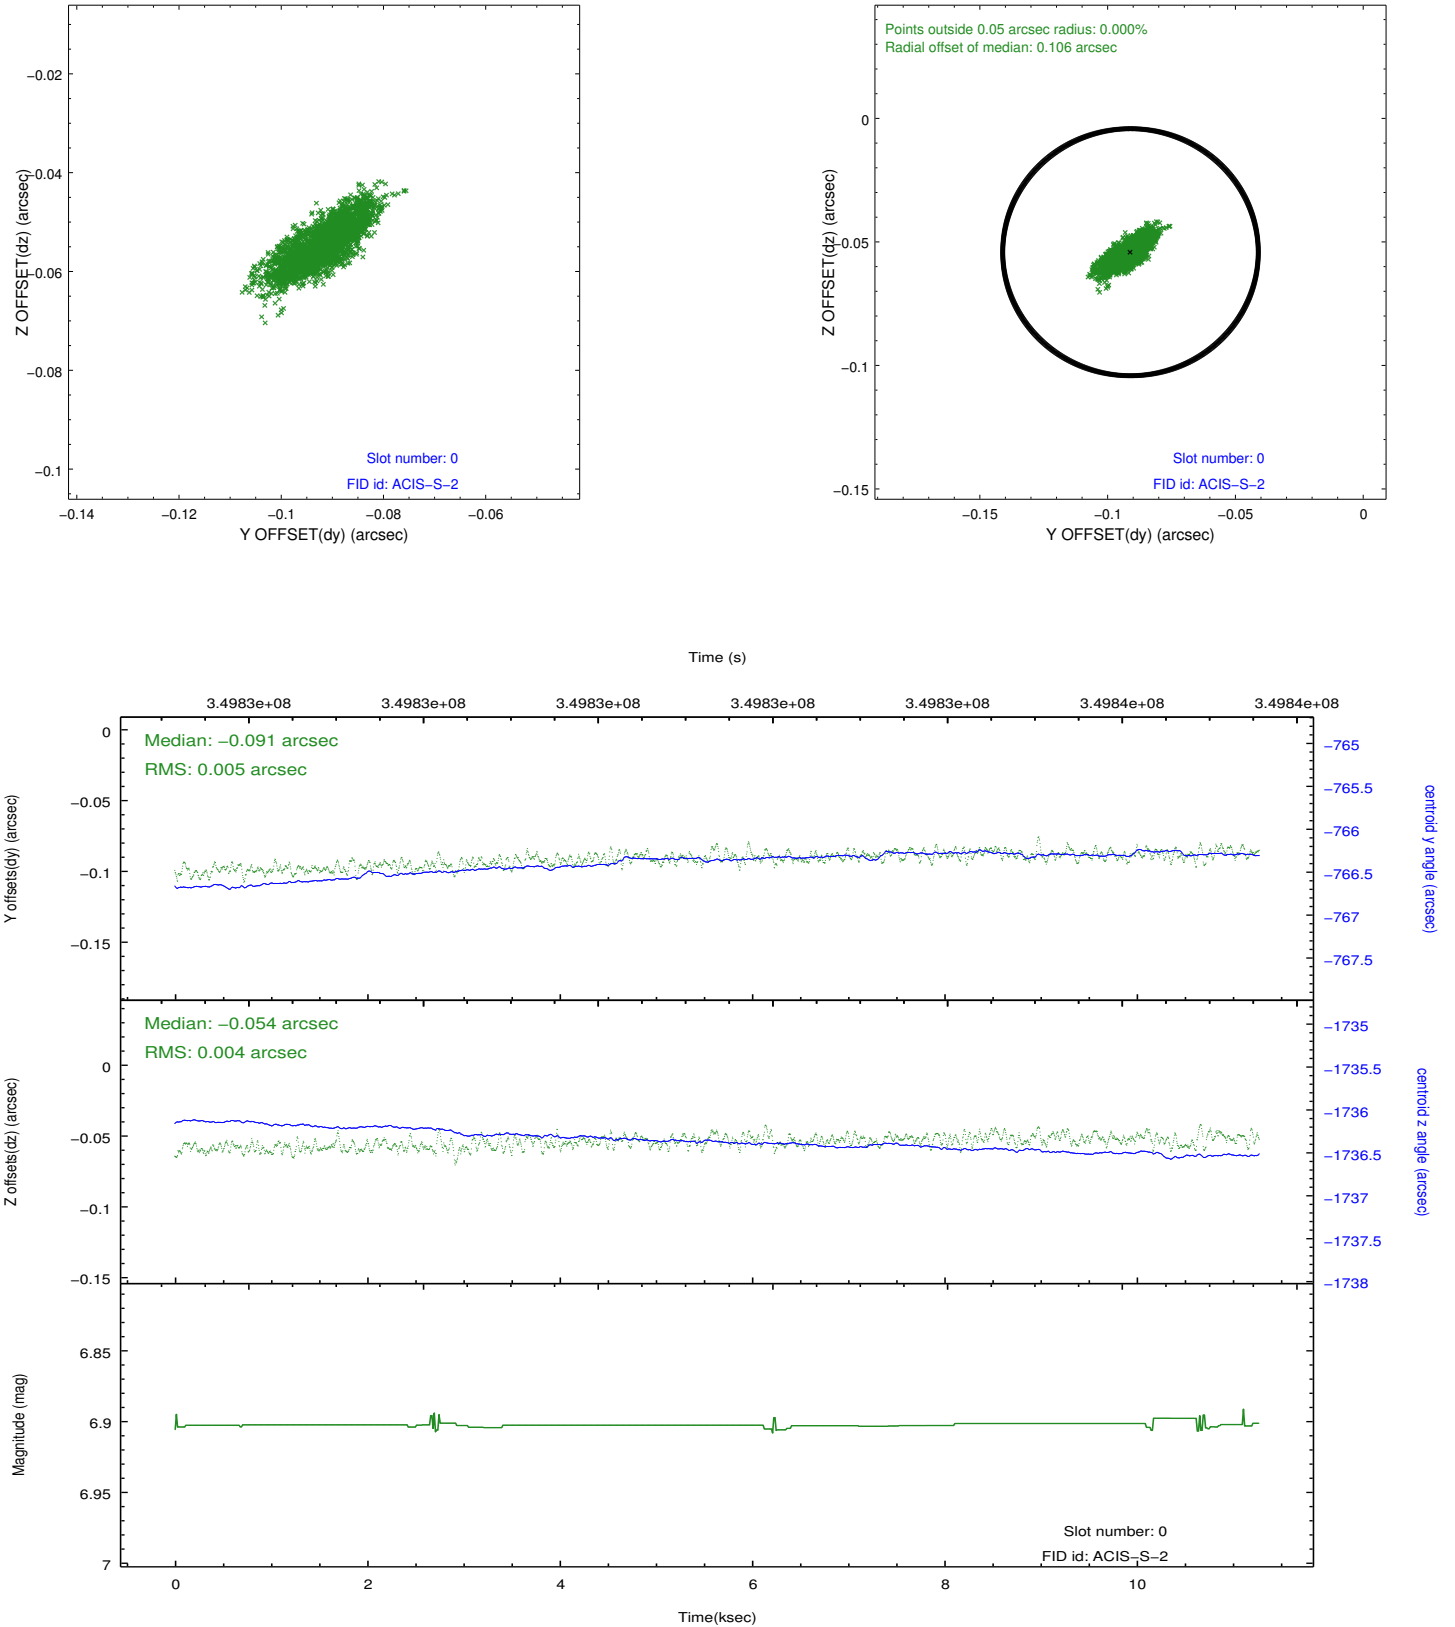 −0.02
−0.04
−0.06
−0.08
−0.1
Z OFFSET(dz) (arcsec)
Slot number: 0
FID id: ACIS−S−2
−0.14
−0.12
−0.1
−0.08
−0.06
Y OFFSET(dy) (arcsec)
Points outside 0.05 arcsec radius: 0.000%
Radial offset of median: 0.106 arcsec
0
−0.05
−0.1
−0.15
Z OFFSET(dz) (arcsec)
Slot number: 0
FID id: ACIS−S−2
−0.15
−0.1
−0.05
0
Y OFFSET(dy) (arcsec)
Time (s)
3.4983e+08
3.4983e+08
3.4983e+08
3.4983e+08
3.4983e+08
3.4984e+08
3.4984e+08
Median: −0.091 arcsec
RMS: 0.005 arcsec
0
−0.05
−0.1
−0.15
Y offsets(dy) (arcsec)
−765
−765.5
−766
−766.5
−767
−767.5
centroid y angle (arcsec)
Median: −0.054 arcsec
RMS: 0.004 arcsec
0
−0.05
−0.1
−0.15
Z offsets(dz) (arcsec)
−1735
−1735.5
−1736
−1736.5
−1737
−1737.5
−1738
centroid z angle (arcsec)
6.85
6.9
6.95
7
Magnitude (mag)
Slot number: 0
FID id: ACIS−S−2
0
2
4
6
8
10
Time(ksec)